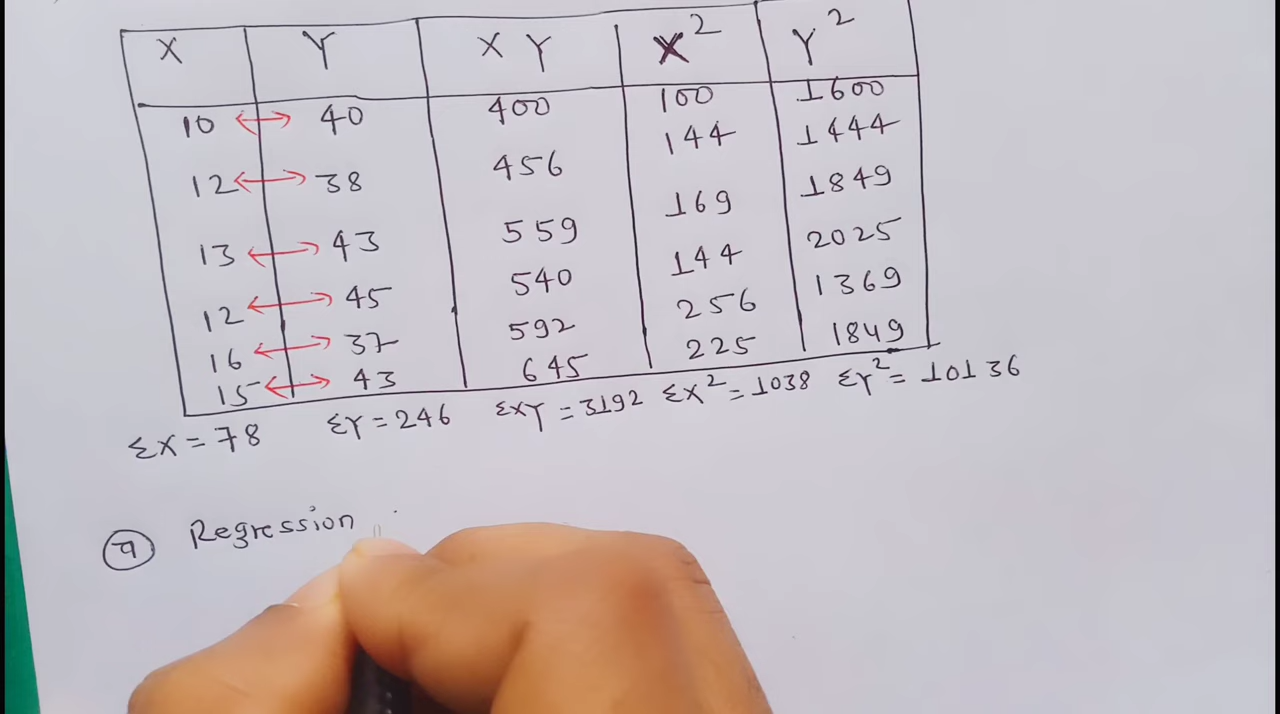 X Y XY X² Y²
10 ↔ 40 400 100 1600
12 ↔ 38 456 144 1444
13 ↔ 43 559 169 1849
12 ↔ 45 540 144 2025
16 ↔ 37 592 256 1369
15 ↔ 43 645 225 1849
ΣX = 78 ΣY = 246 ΣXY = 3192 ΣX² = 1038 ΣY² = 10136
Regression